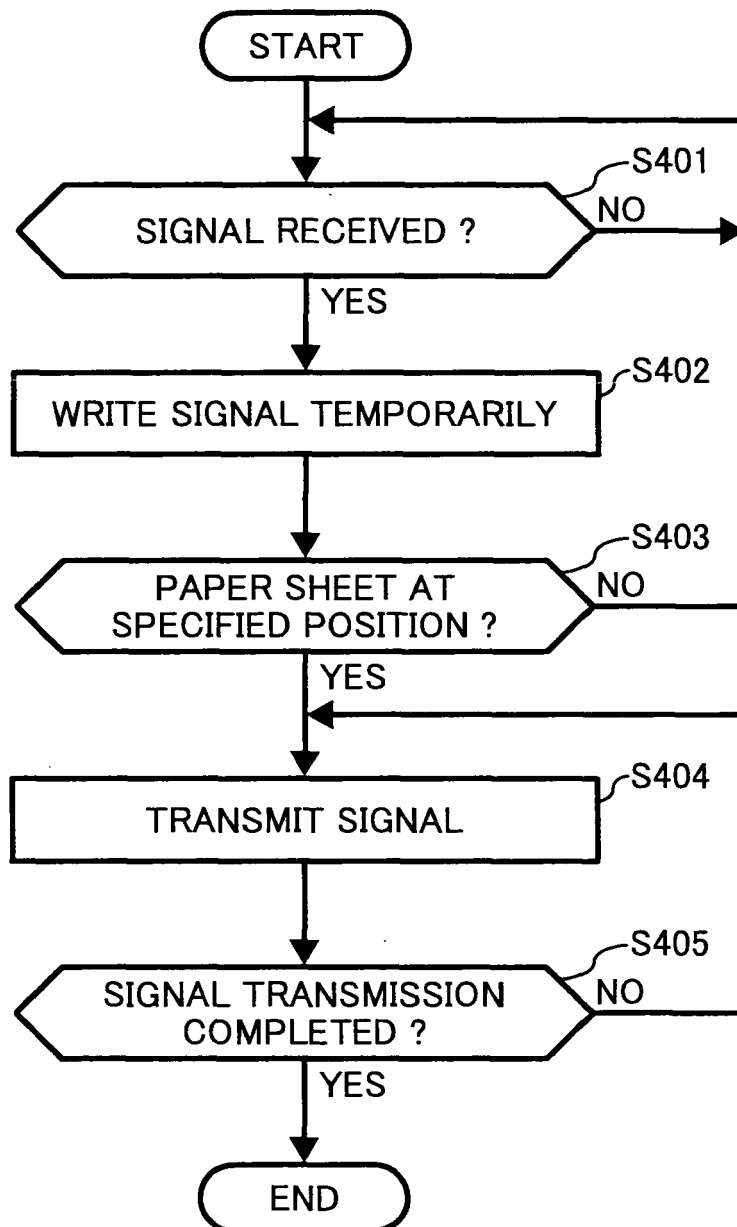 START
S401
SIGNAL RECEIVED ?
NO
YES
S402
WRITE SIGNAL TEMPORARILY
S403
PAPER SHEET AT
SPECIFIED POSITION ?
NO
YES
S404
TRANSMIT SIGNAL
S405
SIGNAL TRANSMISSION
COMPLETED ?
NO
YES
END